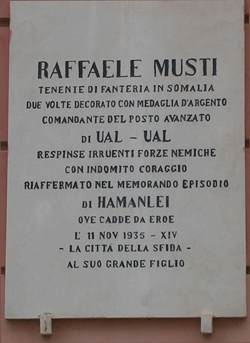 RAFFAELE MUSTI
TENENTE DI FANTERIA IN SOMALIA
DUE VOLTE DECORATO CON MEDAGLIA D'ARGENTO
COMANDANTE DEL POSTO AVANZATO
DI UAL - UAL
RESPINSE IRRUENTI FORZE NEMICHE
CON INDOMITO CORAGGIO
RIAFFERMATO NEL MEMORANDO EPISODIO
DI HAMANLEI
OVE CADDE DA EROE
L' 11 NOV 1935 - XIV
- LA CITTÀ DELLA SFIDA -
AL SUO GRANDE FIGLIO